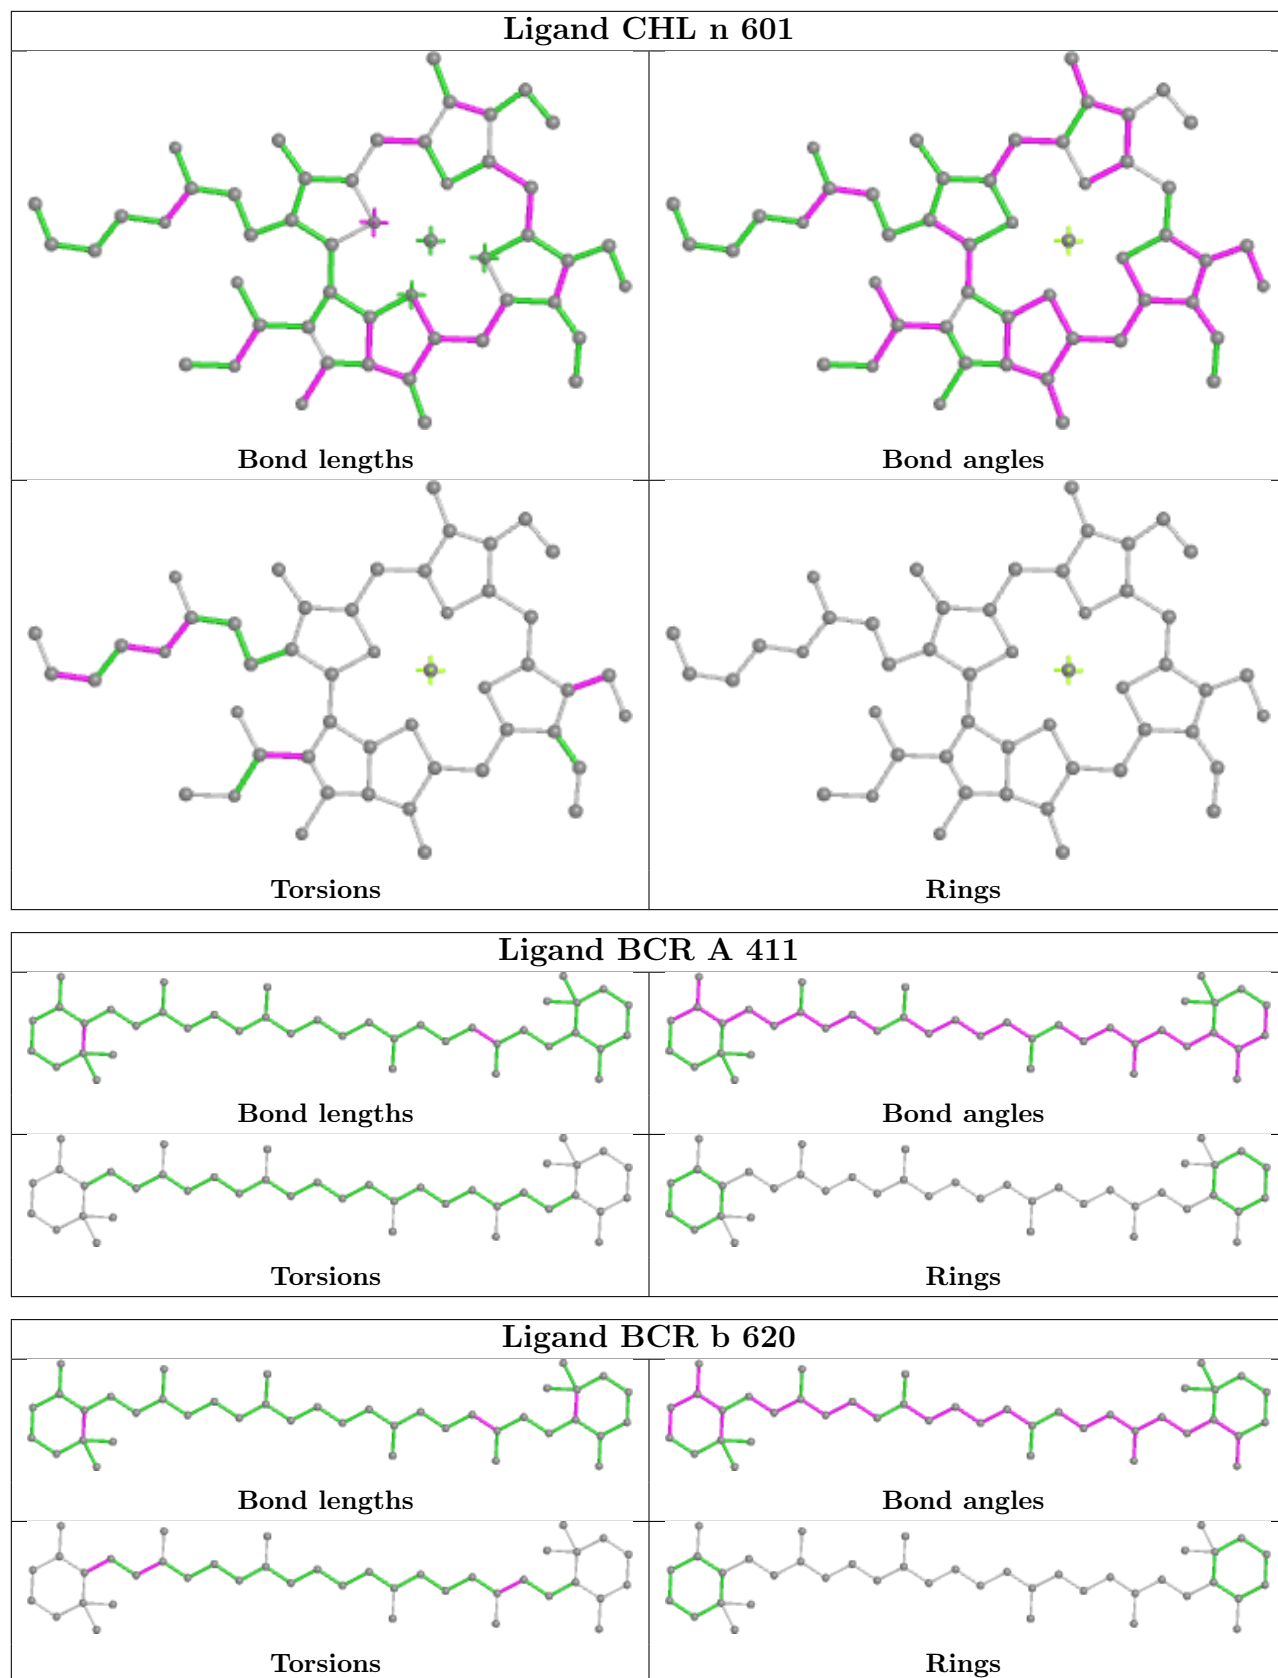 Ligand CHL n 601
Bond lengths
Bond angles
Torsions
Rings
Ligand BCR A 411
Bond lengths
Bond angles
Torsions
Rings
Ligand BCR b 620
Bond lengths
Bond angles
Torsions
Rings